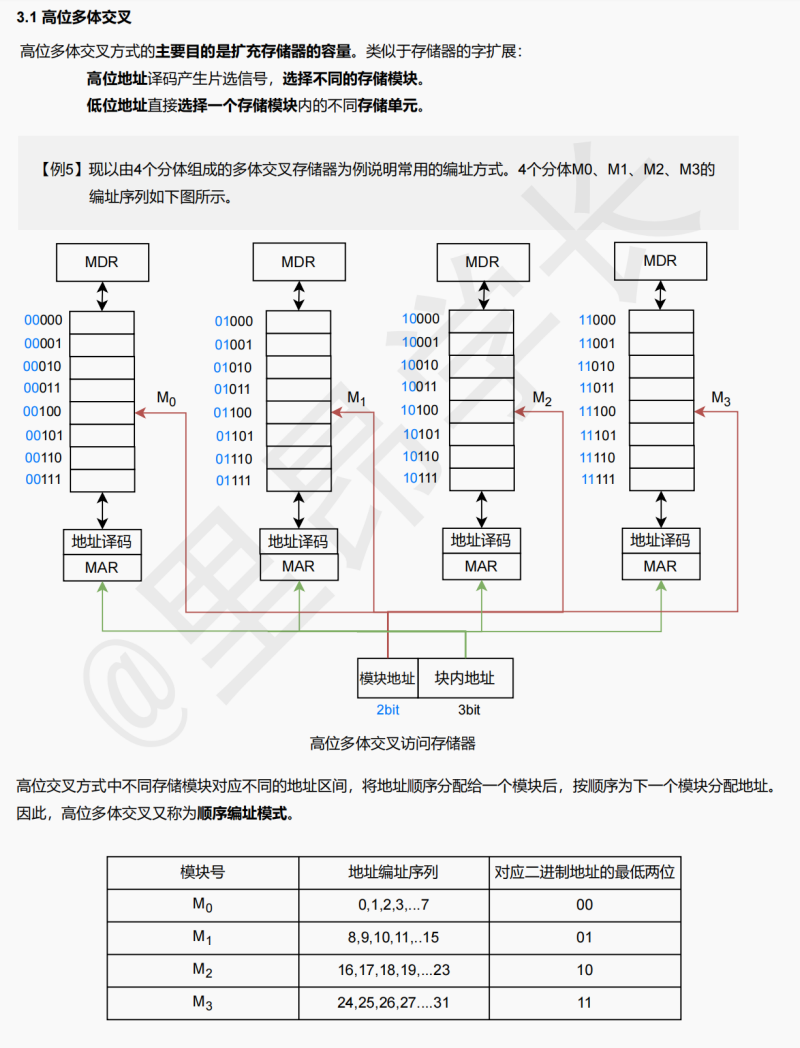 3.1 高位多体交叉
高位多体交叉方式的主要目的是扩充存储器的容量。类似于存储器的字扩展：
高位地址译码产生片选信号，选择不同的存储模块。
低位地址直接选择一个存储模块内的不同存储单元。
【例5】现以由4个分体组成的多体交叉存储器为例说明常用的编址方式。4个分体M0、M1、M2、M3的
编址序列如下图所示。
MDR MDR MDR MDR
00000 01000 10000 11000
00001 01001 10001 11001
00010 01010 10010 11010
00011 01011 10011 11011
M0 M1 M2 M3
00100 01100 10100 11100
00101 01101 10101 11101
00110 01110 10110 11110
00111 01111 10111 11111
地址译码 地址译码 地址译码 地址译码
MAR MAR MAR MAR
模块地址 块内地址
2bit 3bit
高位多体交叉访问存储器
高位交叉方式中不同存储模块对应不同的地址区间，将地址顺序分配给一个模块后，按顺序为下一个模块分配地址。
因此，高位多体交叉又称为顺序编址模式。
模块号 地址编址序列 对应二进制地址的最低两位
M0 0,1,2,3,...7 00
M1 8,9,10,11,..15 01
M2 16,17,18,19,...23 10
M3 24,25,26,27....31 11
@里昂学长